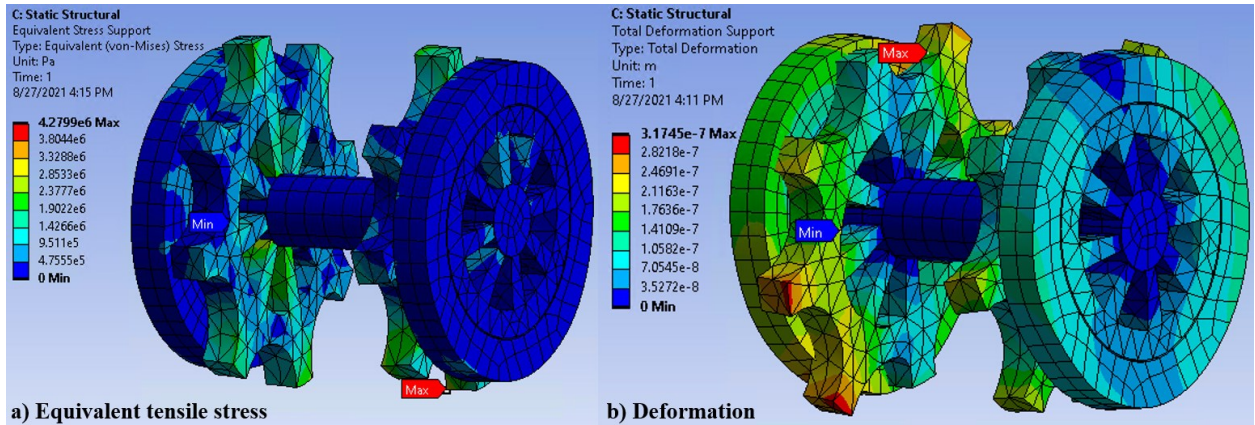 C: Static Structural
Equivalent Stress Support
Type: Equivalent (von-Mises) Stress
Unit: Pa
Time: 1
8/27/2021 4:15 PM
4.2799e6 Max
3.8044e6
3.3288e6
2.8533e6
2.3777e6
1.9022e6
1.4266e6
9.511e5
4.7555e5
0 Min
Min
Max
a) Equivalent tensile stress
C: Static Structural
Total Deformation Support
Type: Total Deformation
Unit: m
Time: 1
8/27/2021 4:11 PM
Max
3.1745e-7 Max
2.8218e-7
2.4691e-7
2.1163e-7
1.7636e-7
1.4109e-7
1.0582e-7
7.0545e-8
3.5272e-8
0 Min
Min
b) Deformation